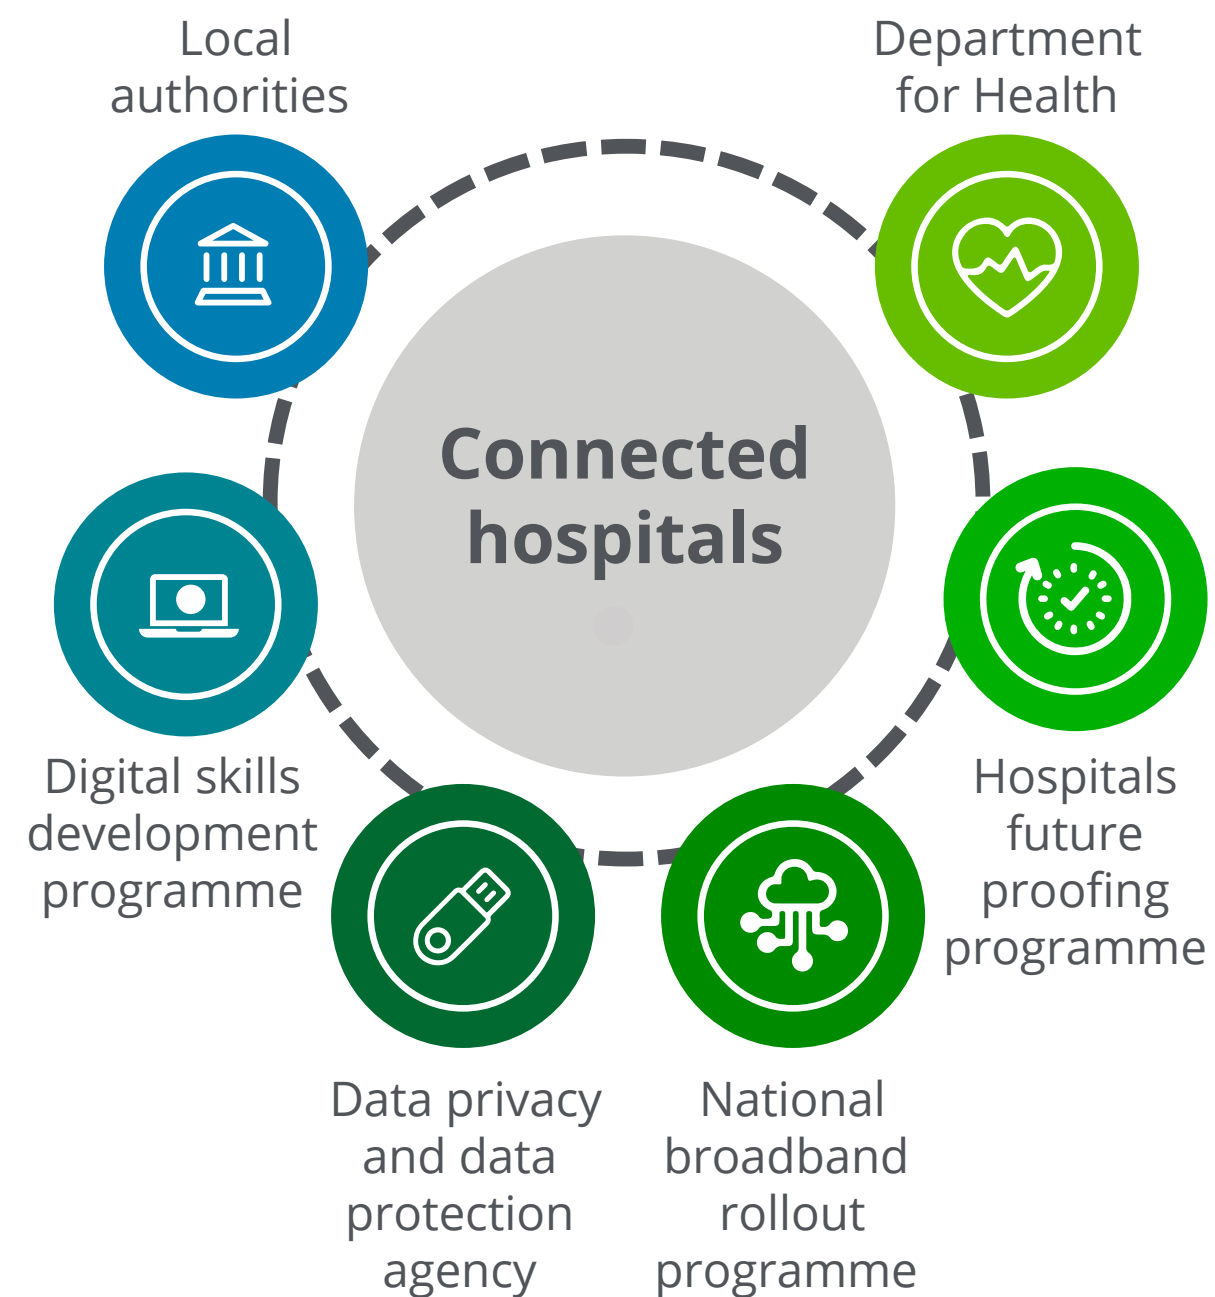 Local
authorities
Department
for Health
Connected
hospitals
Digital skills
development
programme
Hospitals
future
proofing
programme
Data privacy
and data
protection
agency
National
broadband
rollout
programme